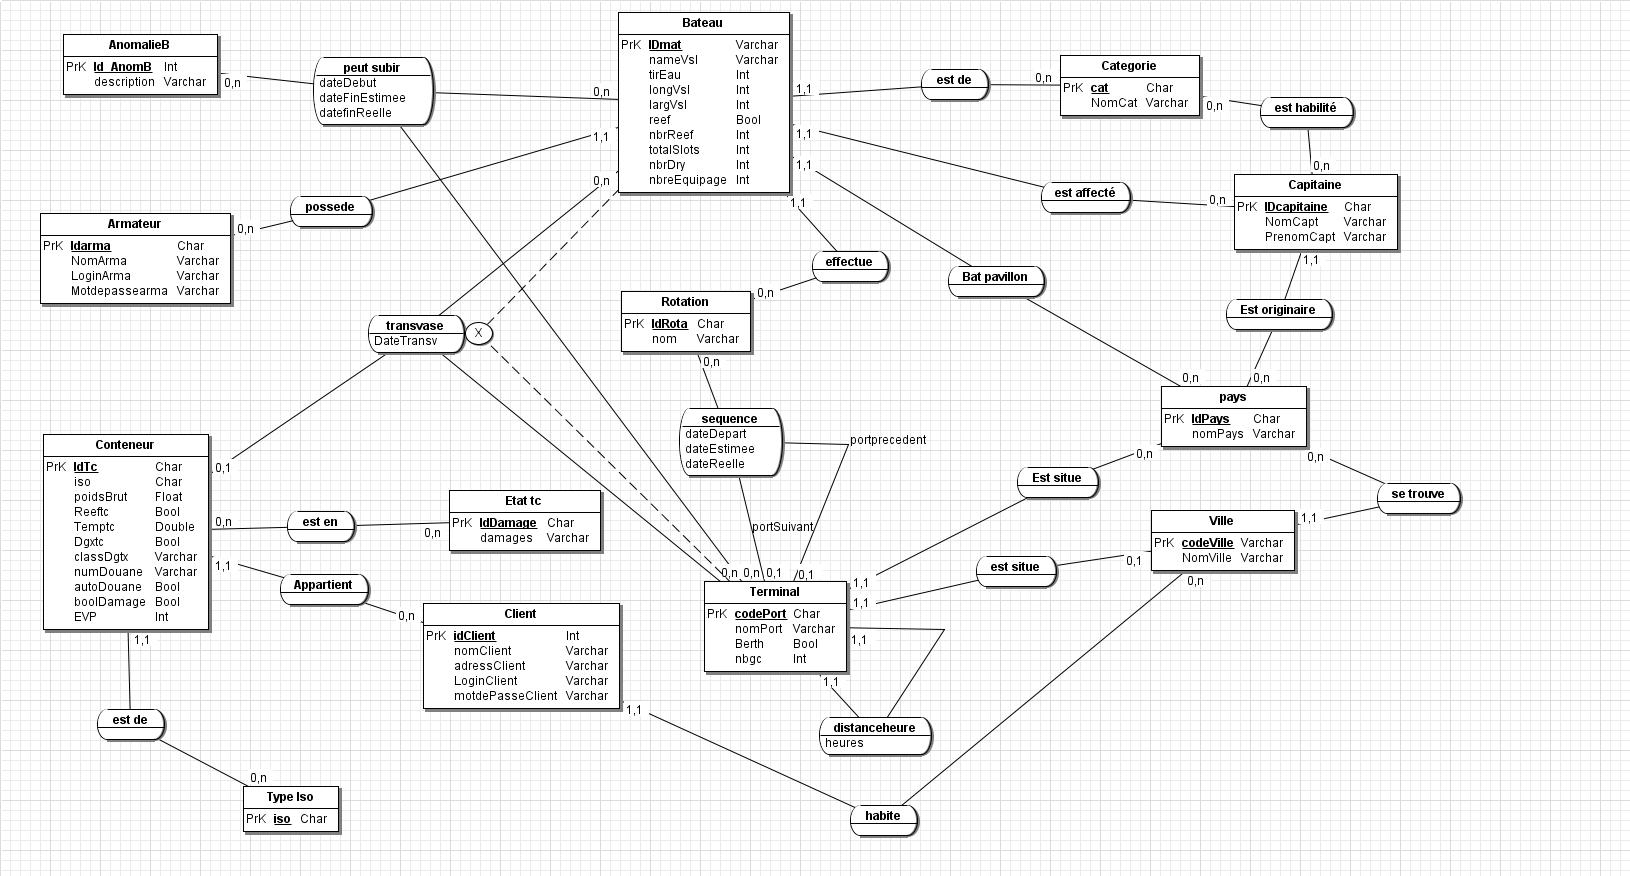 AnomalieB
PrK Id_AnomB Int
description Varchar
0,n
peut subir
dateDebut
dateFinEstimee
datefinReelle
Bateau
PrK IDmat Varchar
nameVsl Varchar
tirEau Int
longVsl Int
largVsl Int
reef Bool
nbrReef Int
totalSlots Int
nbrDry Int
nbreEquipage Int
0,n
1,1
0,n
1,1
1,1
1,1
1,1
est de
0,n
Categorie
PrK cat Char
NomCat Varchar
0,n
est habilité
0,n
Capitaine
PrK IDcapitaine Char
NomCapt Varchar
PrenomCapt Varchar
1,1
est affecté
0,n
possede
0,n
Armateur
PrK Idarma Char
NomArma Varchar
LoginArma Varchar
Motdepassearma Varchar
effectue
0,n
Bat pavillon
Est originaire
Rotation
PrK IdRota Char
nom Varchar
0,n
transvase
DateTransv
X
0,n
0,n
pays
PrK IdPays Char
nomPays Varchar
0,n
0,n
sequence
dateDepart
dateEstimee
dateReelle
portprecedent
portSuivant
Conteneur
PrK IdTc Char
iso Char
poidsBrut Float
Reeftc Bool
Temptc Double
Dgxtc Bool
classDgtx Varchar
numDouane Varchar
autoDouane Bool
boolDamage Bool
EVP Int
0,1
0,n
1,1
1,1
est en
0,n
Etat tc
PrK IdDamage Char
damages Varchar
Est situe
se trouve
1,1
Ville
PrK codeVille Varchar
NomVille Varchar
0,1
0,n
est situe
Appartient
0,n
Client
PrK idClient Int
nomClient Varchar
adressClient Varchar
LoginClient Varchar
motdePasseClient Varchar
1,1
0,n
0,n
0,1
0,1
1,1
1,1
1,1
1,1
Terminal
PrK codePort Char
nomPort Varchar
Berth Bool
nbgc Int
distanceheure
heures
est de
0,n
Type Iso
PrK iso Char
habite